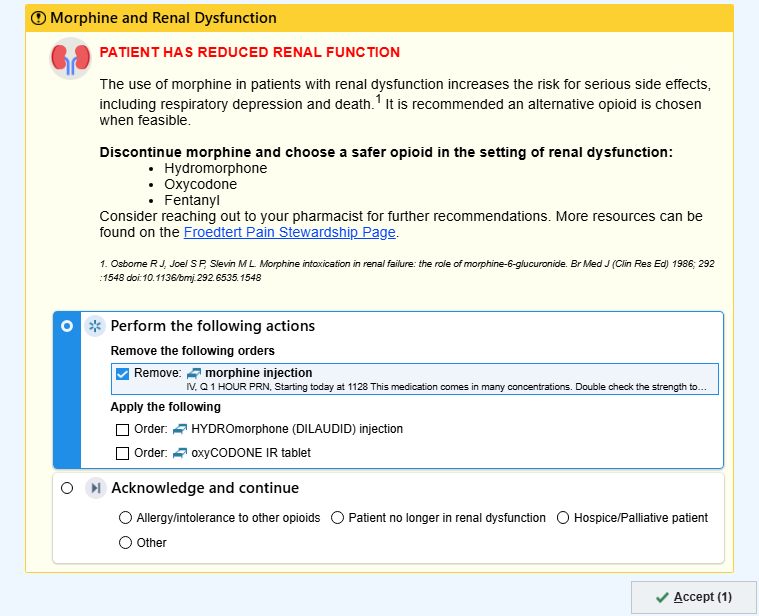 Morphine and Renal Dysfunction
PATIENT HAS REDUCED RENAL FUNCTION
The use of morphine in patients with renal dysfunction increases the risk for serious side effects,
including respiratory depression and death.1 It is recommended an alternative opioid is chosen
when feasible.
Discontinue morphine and choose a safer opioid in the setting of renal dysfunction:
• Hydromorphone
• Oxycodone
• Fentanyl
Consider reaching out to your pharmacist for further recommendations. More resources can be
found on the Froedtert Pain Stewardship Page.
1. Osborne R J, Joel S P, Slevin M L. Morphine intoxication in renal failure: the role of morphine-6-glucuronide. Br Med J (Clin Res Ed) 1986; 292
:1548 doi:10.1136/bmj.292.6535.1548
Perform the following actions
Remove the following orders
Remove: morphine injection
IV, Q 1 HOUR PRN, Starting today at 1128 This medication comes in many concentrations. Double check the strength to...
Apply the following
Order: HYDROmorphone (DILAUDID) injection
Order: oxyCODONE IR tablet
Acknowledge and continue
Allergy/intolerance to other opioids Patient no longer in renal dysfunction Hospice/Palliative patient
Other
Accept (1)